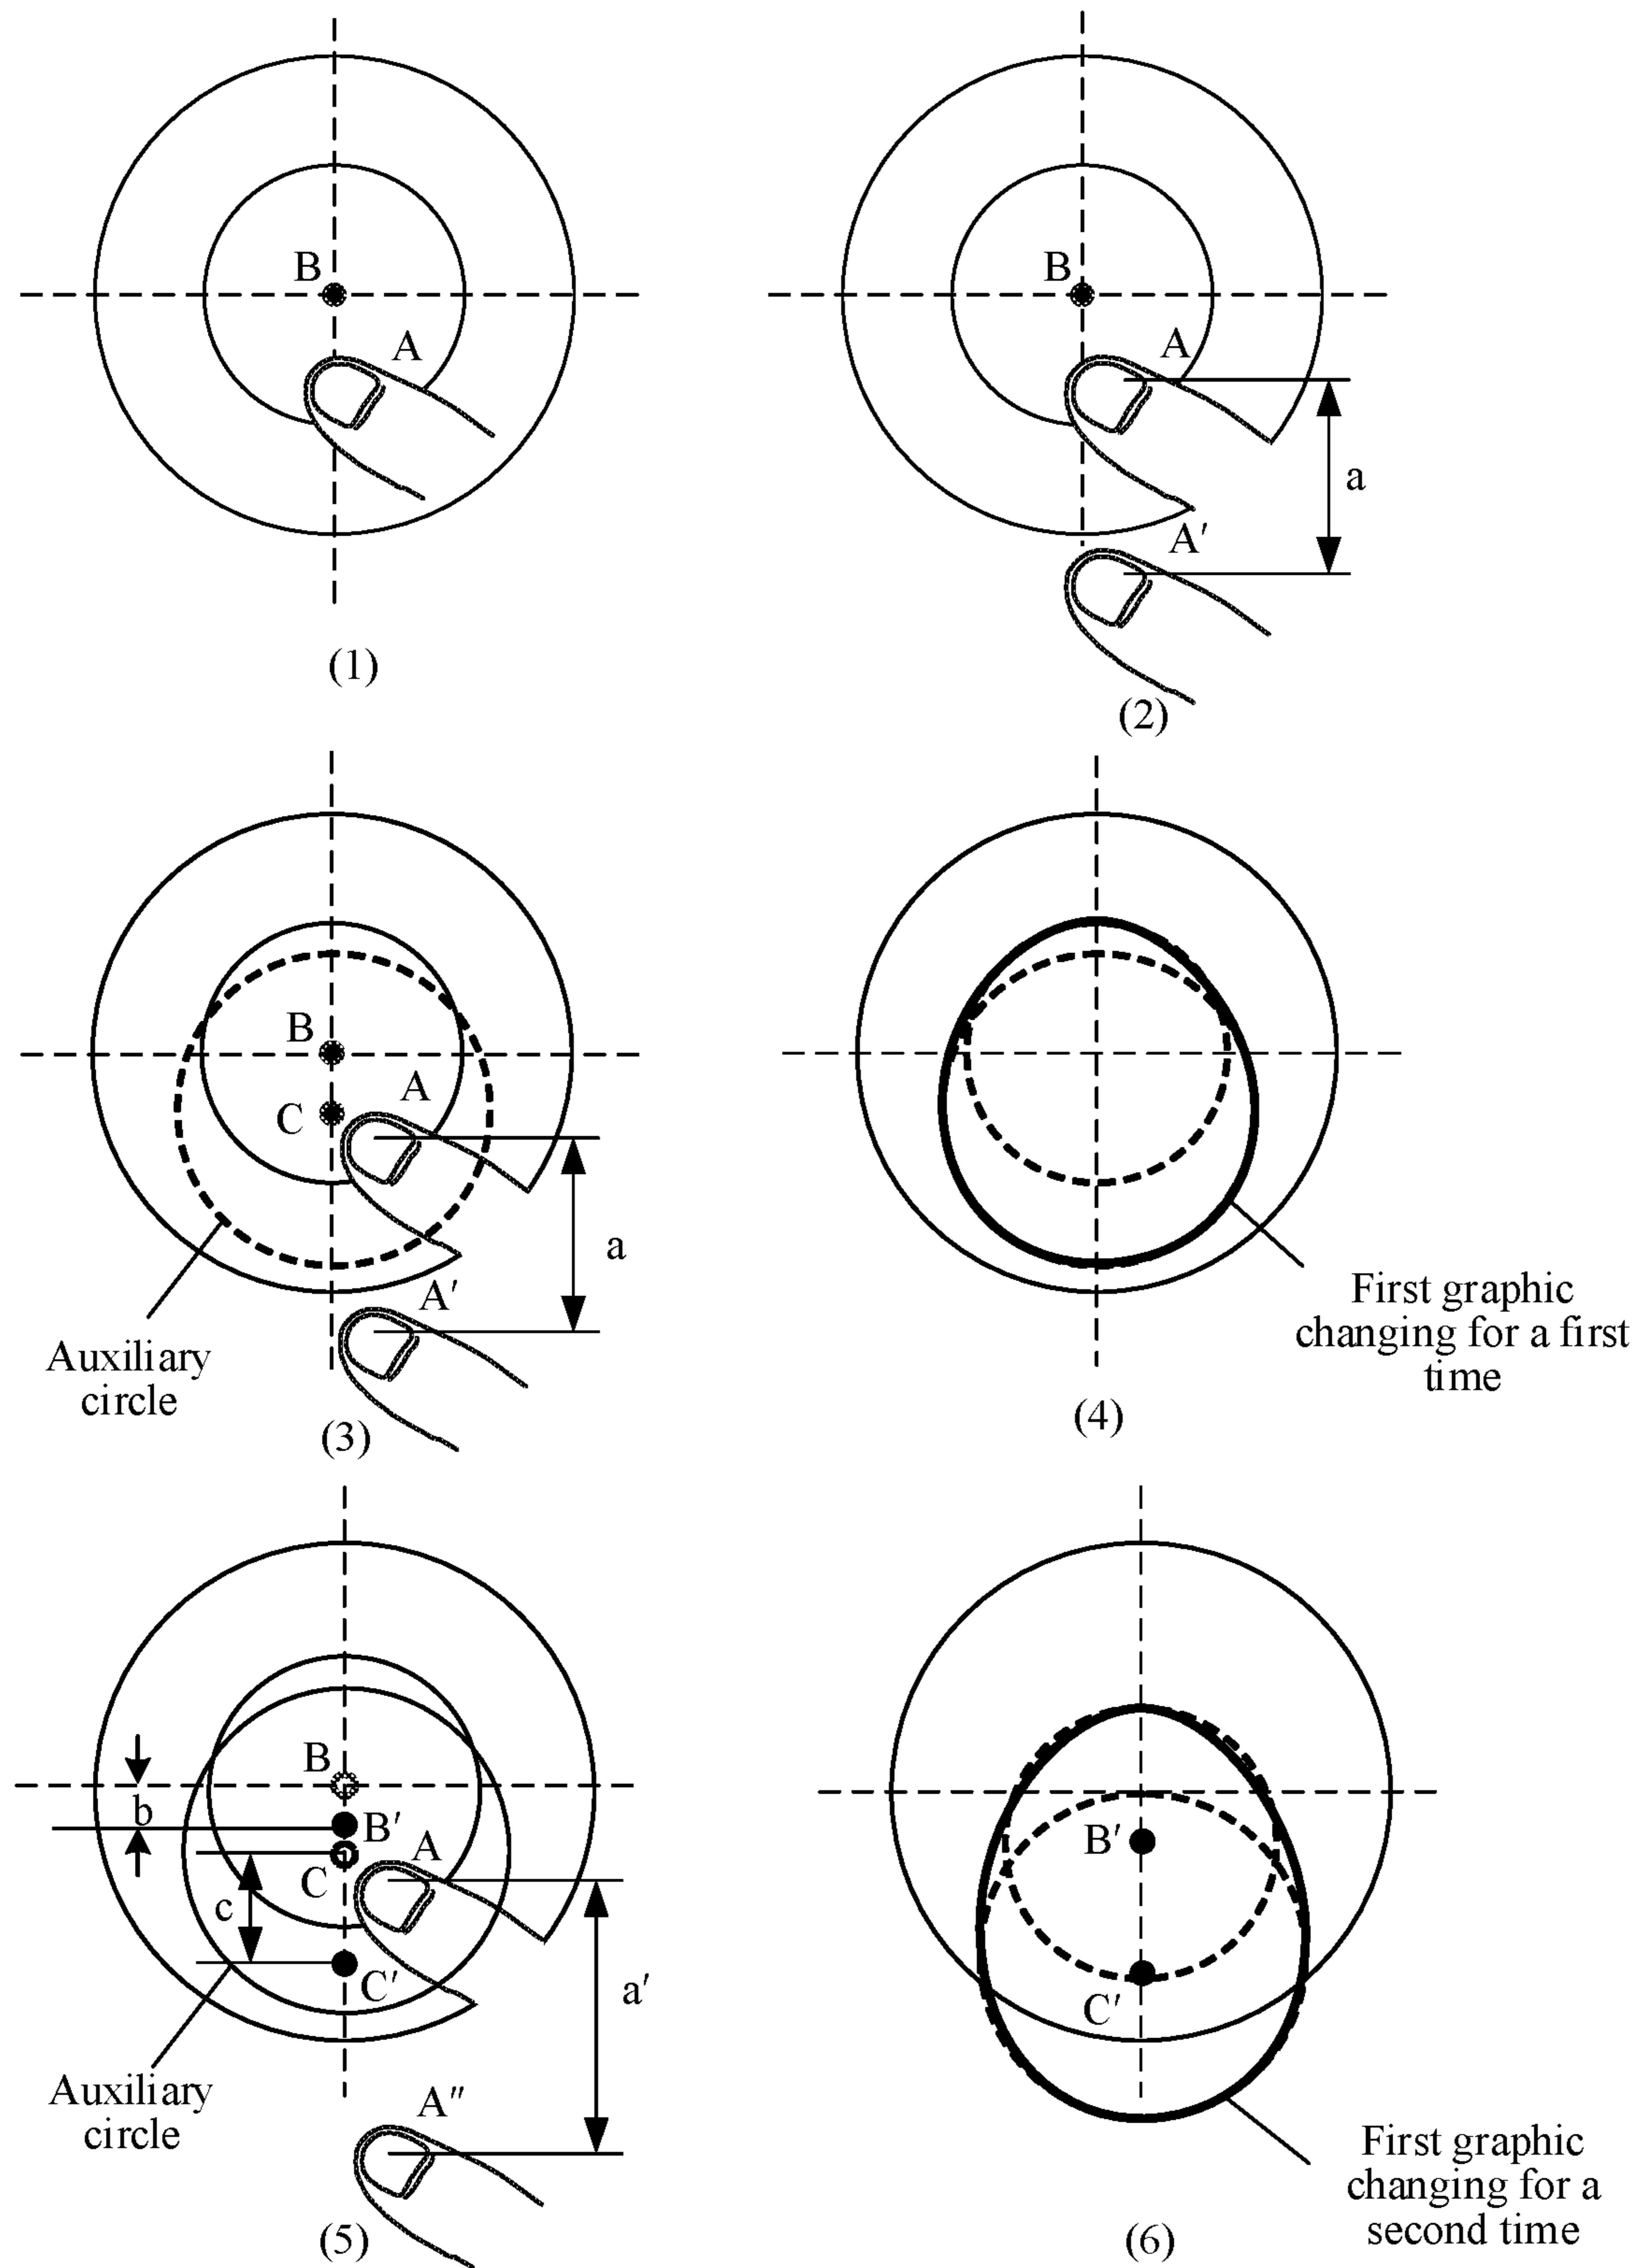 B
A
(1)
B
A
a
A′
(2)
B
A
C
a
A′
Auxiliary
circle
(3)
First graphic
changing for a first
time
(4)
B
b
B′
A
C
c
C′
a′
Auxiliary
circle
A″
(5)
B′
C′
First graphic
changing for a
second time
(6)